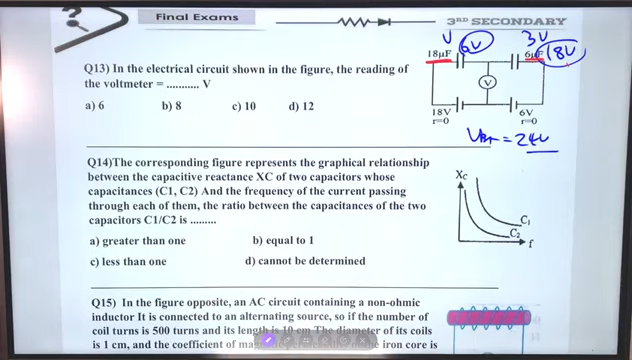 Final Exams
3RD SECONDARY
V 6V 3V
18μF 6μF 18V
Q13) In the electrical circuit shown in the figure, the reading of
the voltmeter = ............ V
V
a) 6 b) 8 c) 10 d) 12
18V 6V
r=0 r=0
= 24V
Q14)The corresponding figure represents the graphical relationship
between the capacitive reactance XC of two capacitors whose
capacitances (C1, C2) And the frequency of the current passing
through each of them, the ratio between the capacitances of the two
capacitors C1/C2 is .........
Xc
C1
C2
f
a) greater than one b) equal to 1
c) less than one d) cannot be determined
Q15) In the figure opposite, an AC circuit containing a non-ohmic
inductor It is connected to an alternating source, so if the number of
coil turns is 500 turns and its length is 10 cm The diameter of its coils
is 1 cm, and the coefficient of iron core is